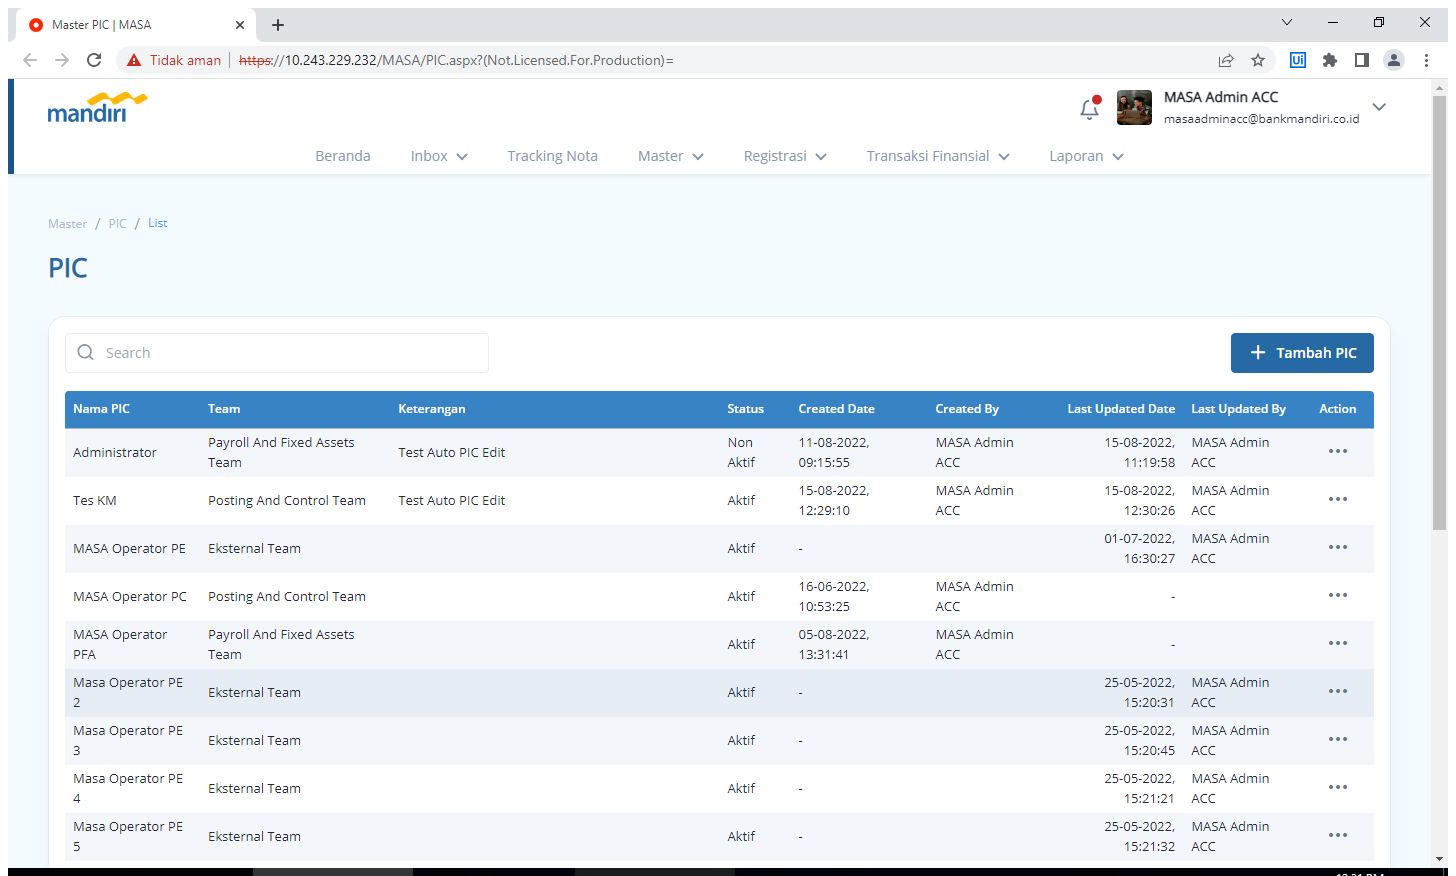 Master PIC | MASA
Tidak aman
https://10.243.229.232/MASA/PIC.aspx?(Not.Licensed.For.Production)=
Ui
mandiri
MASA Admin ACC
masaadminacc@bankmandiri.co.id
Beranda Inbox Tracking Nota Master Registrasi Transaksi Finansial Laporan
Master / PIC / List
PIC
Search
+ Tambah PIC
Nama PIC Team Keterangan Status Created Date Created By Last Updated Date Last Updated By Action
Administrator Payroll And Fixed Assets Team Test Auto PIC Edit Non Aktif 11-08-2022, 09:15:55 MASA Admin ACC 15-08-2022, 11:19:58 MASA Admin ACC
Tes KM Posting And Control Team Test Auto PIC Edit Aktif 15-08-2022, 12:29:10 MASA Admin ACC 15-08-2022, 12:30:26 MASA Admin ACC
MASA Operator PE Eksternal Team Aktif - 01-07-2022, 16:30:27 MASA Admin ACC
MASA Operator PC Posting And Control Team Aktif 16-06-2022, 10:53:25 MASA Admin ACC -
MASA Operator PFA Payroll And Fixed Assets Team Aktif 05-08-2022, 13:31:41 MASA Admin ACC -
Masa Operator PE 2 Eksternal Team Aktif - 25-05-2022, 15:20:31 MASA Admin ACC
Masa Operator PE 3 Eksternal Team Aktif - 25-05-2022, 15:20:45 MASA Admin ACC
Masa Operator PE 4 Eksternal Team Aktif - 25-05-2022, 15:21:21 MASA Admin ACC
Masa Operator PE 5 Eksternal Team Aktif - 25-05-2022, 15:21:32 MASA Admin ACC